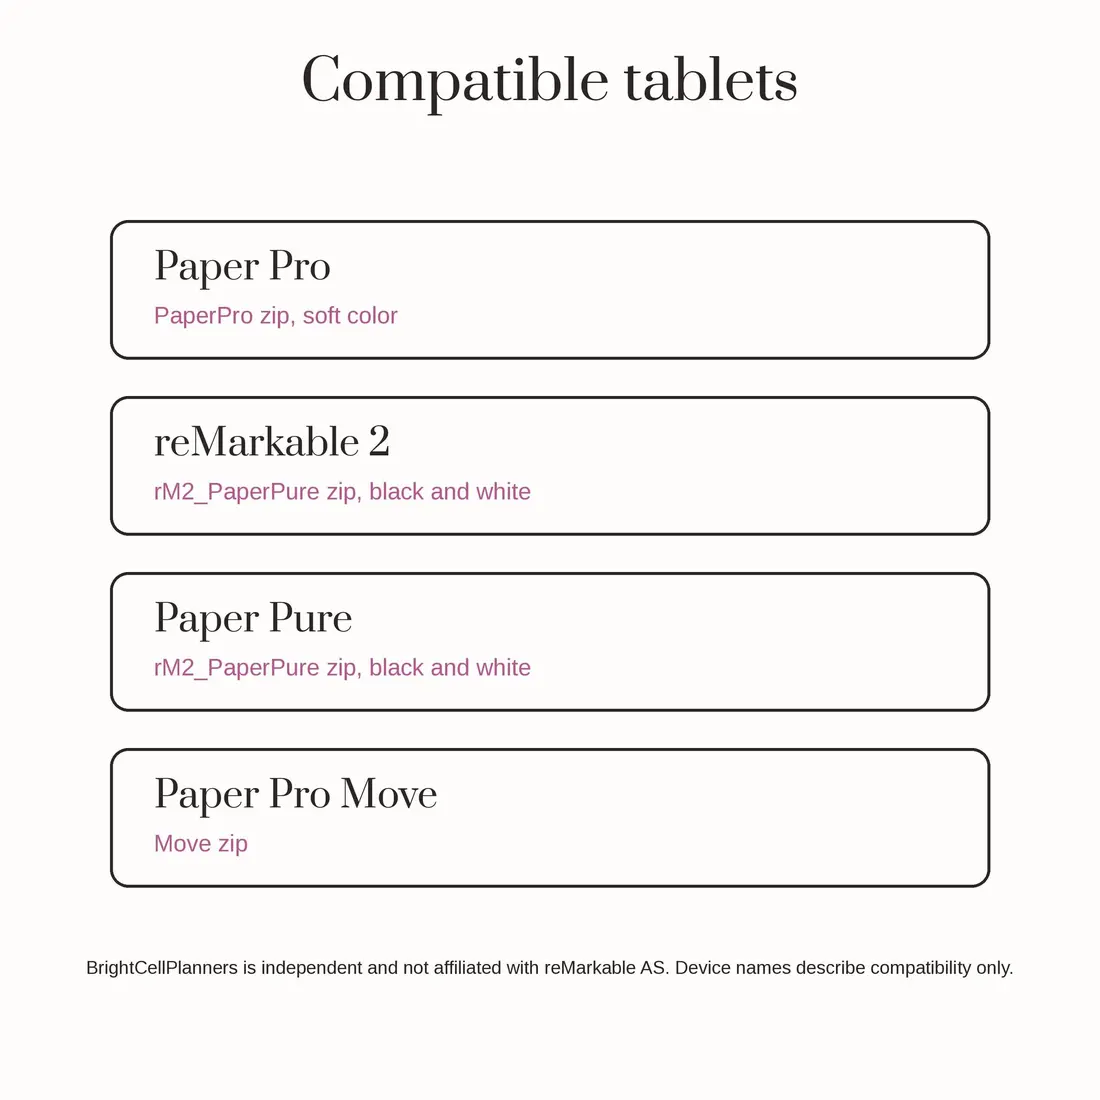 Compatible tablets
Paper Pro
PaperPro zip, soft color
reMarkable 2
rM2_PaperPure zip, black and white
Paper Pure
rM2_PaperPure zip, black and white
Paper Pro Move
Move zip
BrightCellPlanners is independent and not affiliated with reMarkable AS. Device names describe compatibility only.